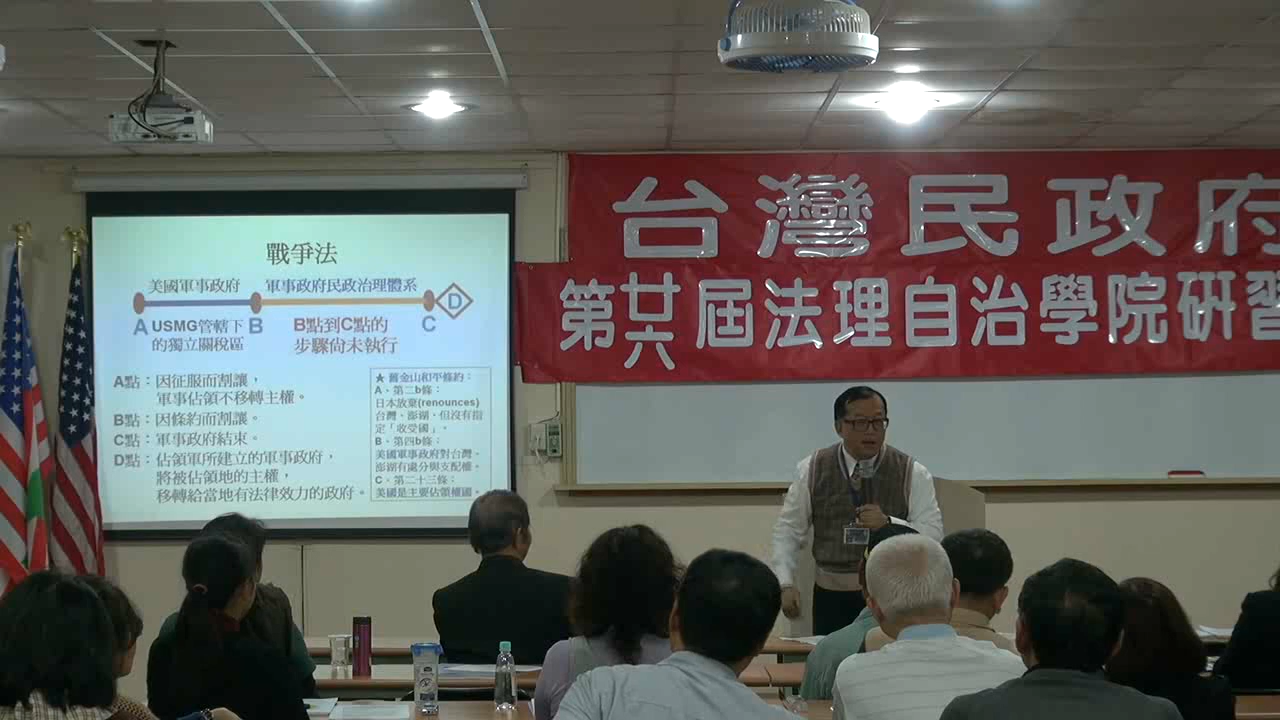 台灣民政府
第廿六屆法理自治學院研習
戰爭法
美國軍事政府
軍事政府民政治理體系
D
A
USMG管轄下
的獨立關稅區
B
B點到C點的
步驟尚未執行
C
A點：因征服而割讓，
軍事佔領不移轉主權。
B點：因條約而割讓。
C點：軍事政府結束。
D點：佔領軍所建立的軍事政府，
將被佔領地的主權，
移轉給當地有法律效力的政府。
★ 舊金山和平條約：
A、第二b條：
日本放棄(renounces)
台灣、澎湖，但沒有指
定「收受國」。
B、第四b條：
美國軍事政府對台灣、
澎湖有處分與支配權。
C、第二十三條：
美國是主要佔領權國。